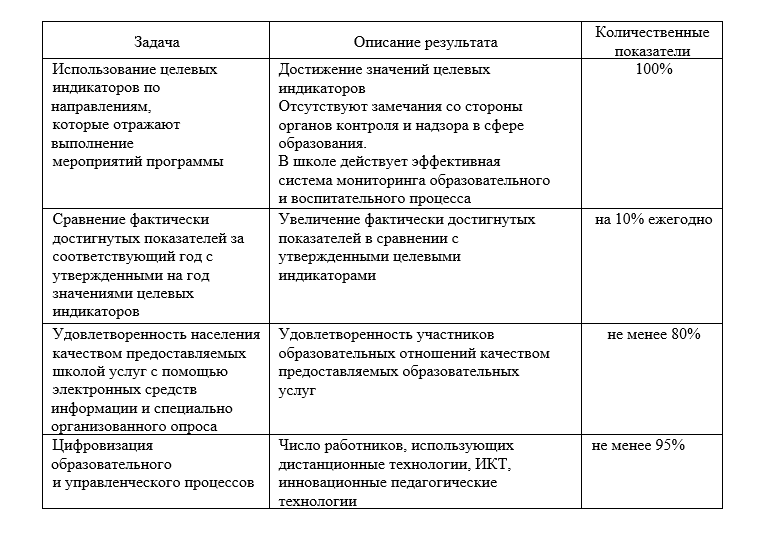 Задача
Описание результата
Количественные
показатели
Использование целевых
индикаторов по
направлениям,
которые отражают
выполнение
мероприятий программы
Достижение значений целевых
индикаторов
Отсутствуют замечания со стороны
органов контроля и надзора в сфере
образования.
В школе действует эффективная
система мониторинга образовательного
и воспитательного процесса
100%
Сравнение фактически
достигнутых показателей за
соответствующий год с
утвержденными на год
значениями целевых
индикаторов
Увеличение фактически достигнутых
показателей в сравнении с
утвержденными целевыми
индикаторами
на 10% ежегодно
Удовлетворенность населения
качеством предоставляемых
школой услуг с помощью
электронных средств
информации и специально
организованного опроса
Удовлетворенность участников
образовательных отношений качеством
предоставляемых образовательных
услуг
не менее 80%
Цифровизация
образовательного
и управленческого процессов
Число работников, использующих
дистанционные технологии, ИКТ,
инновационные педагогические
технологии
не менее 95%